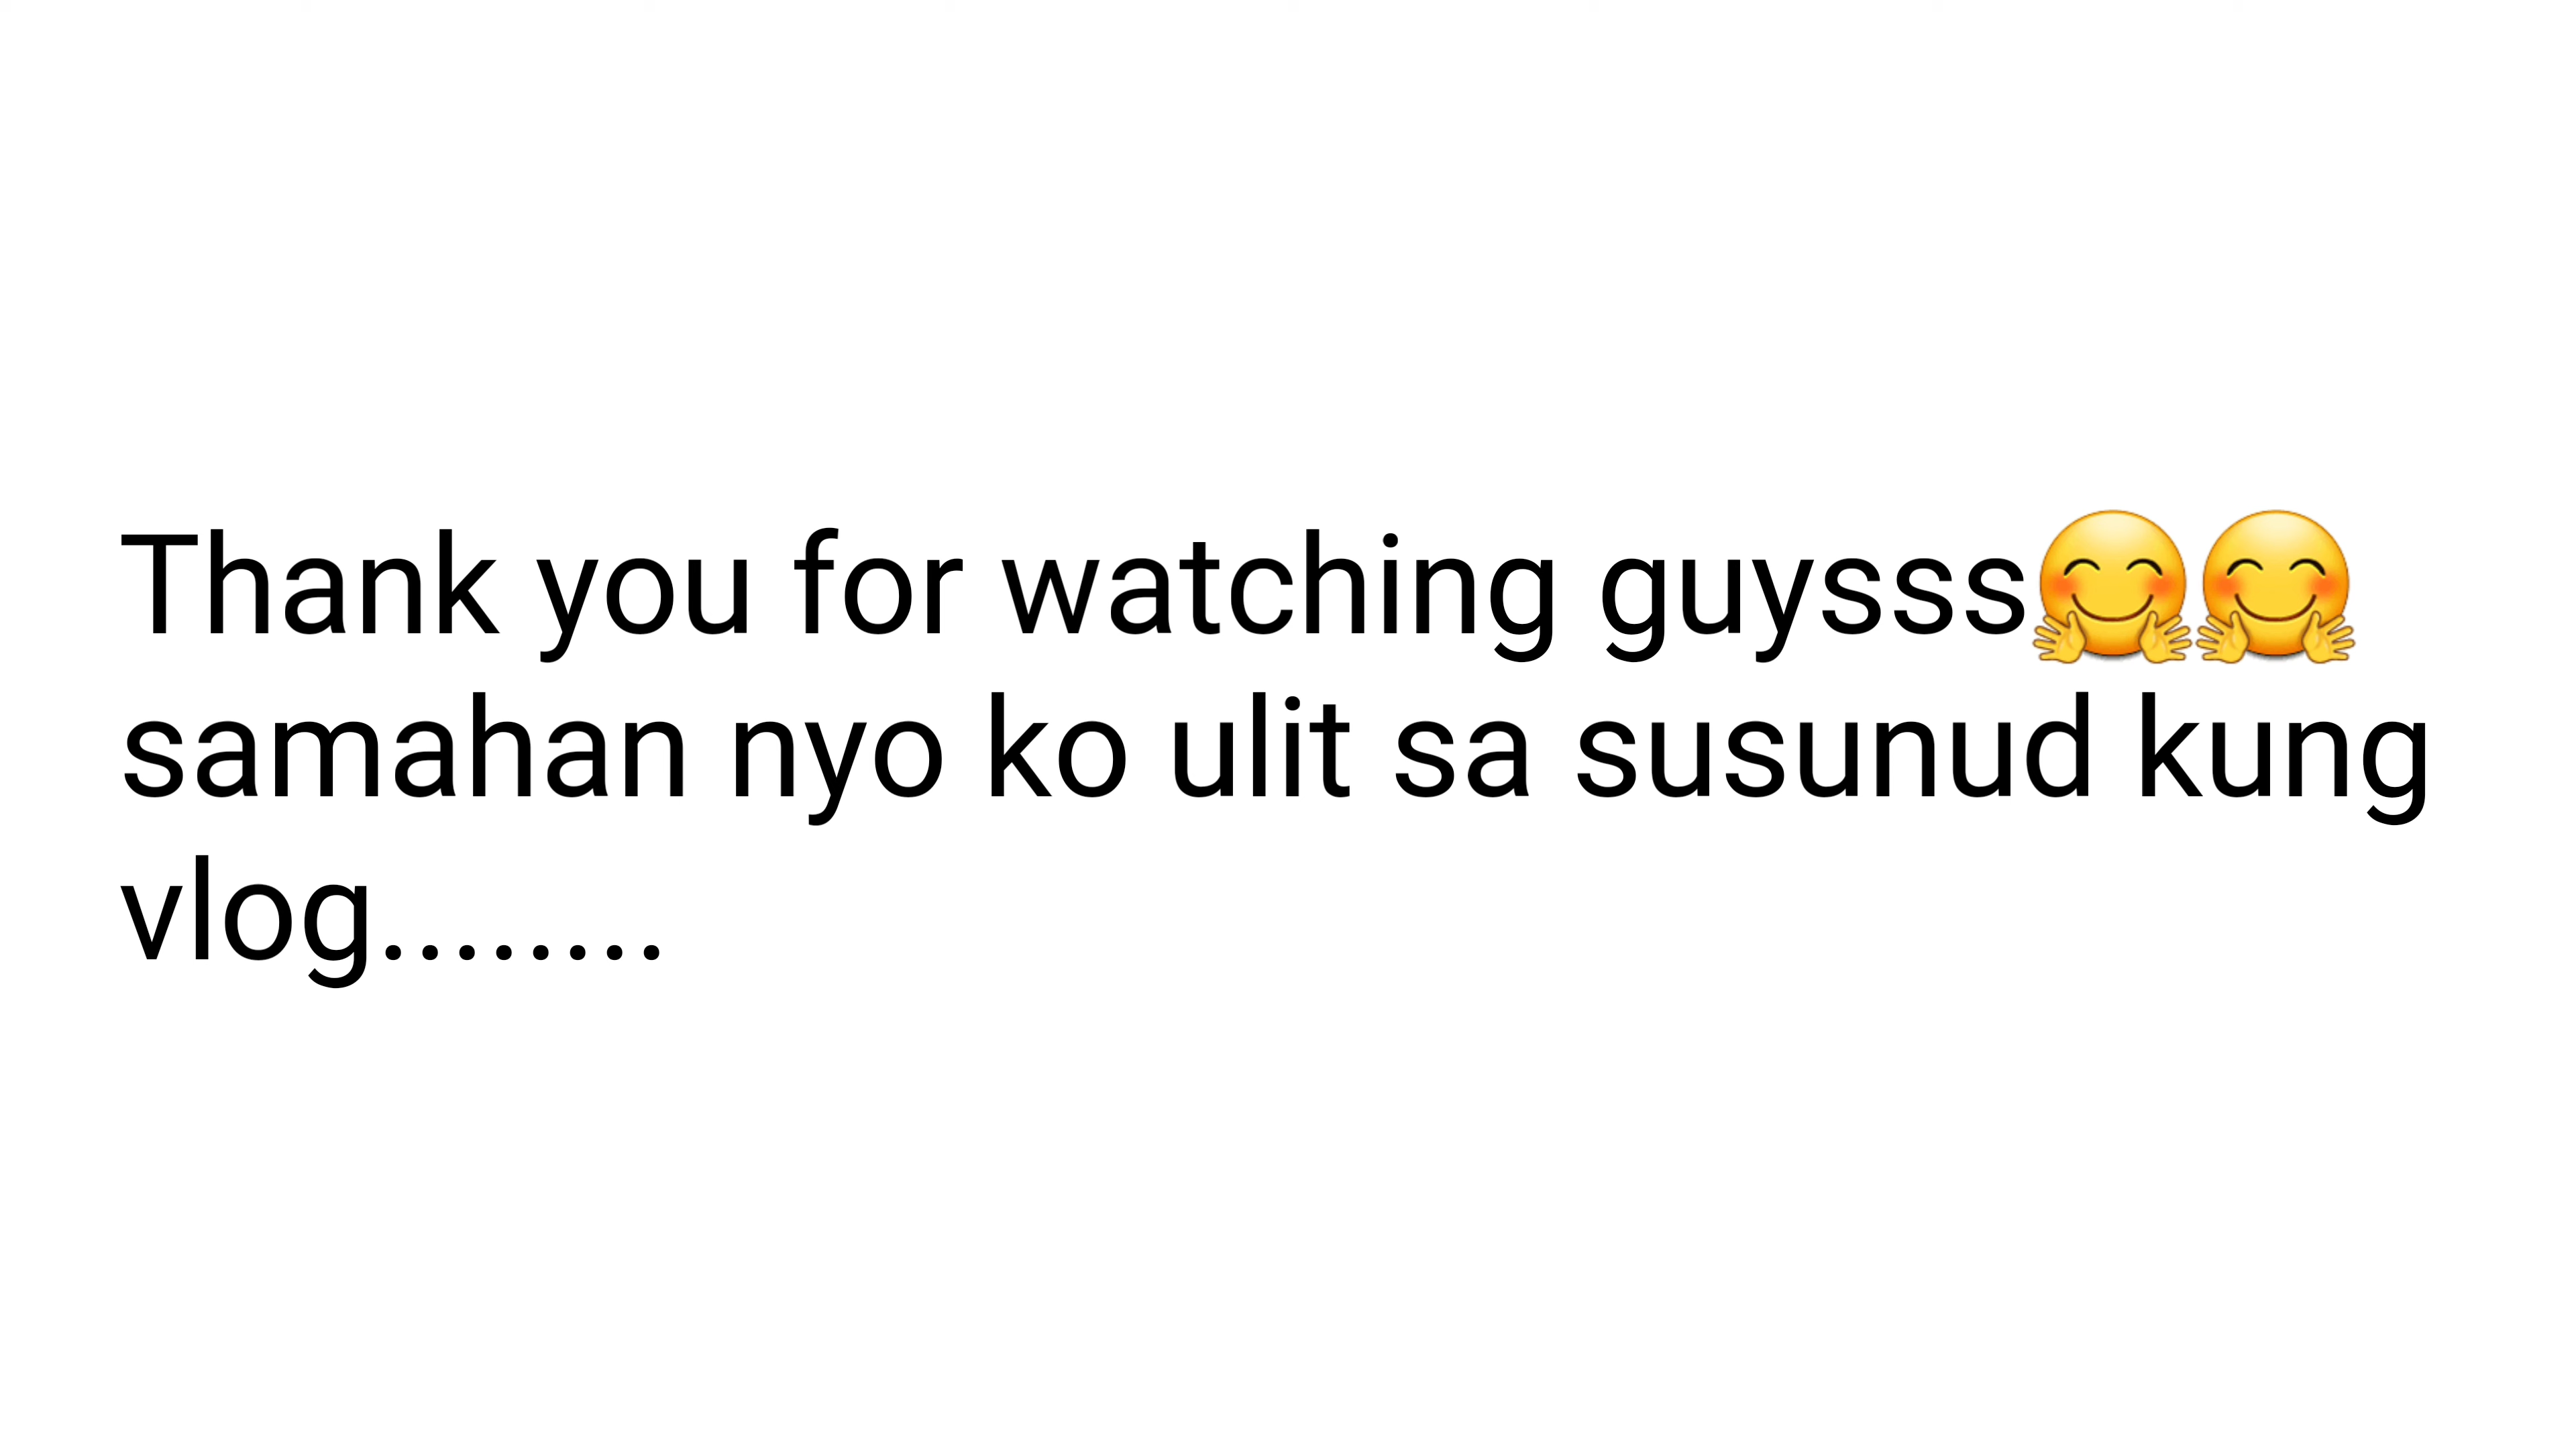 Thank you for watching guysss🤗🤗
samahan nyo ko ulit sa susunud kung
vlog........